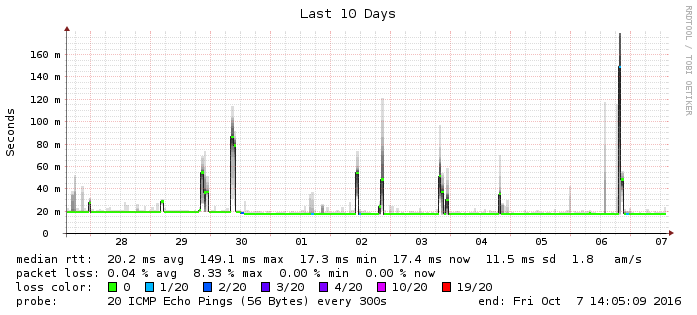 Last 10 Days
RRDTOOL / TOBI OETIKER
Seconds
160 m
140 m
120 m
100 m
80 m
60 m
40 m
20 m
0
28 29 30 01 02 03 04 05 06 07
median rtt: 20.2 ms avg 149.1 ms max 17.3 ms min 17.4 ms now 11.5 ms sd 1.8 am/s
packet loss: 0.04 % avg 8.33 % max 0.00 % min 0.00 % now
loss color: 0 1/20 2/20 3/20 4/20 10/20 19/20
probe: 20 ICMP Echo Pings (56 Bytes) every 300s end: Fri Oct 7 14:05:09 2016